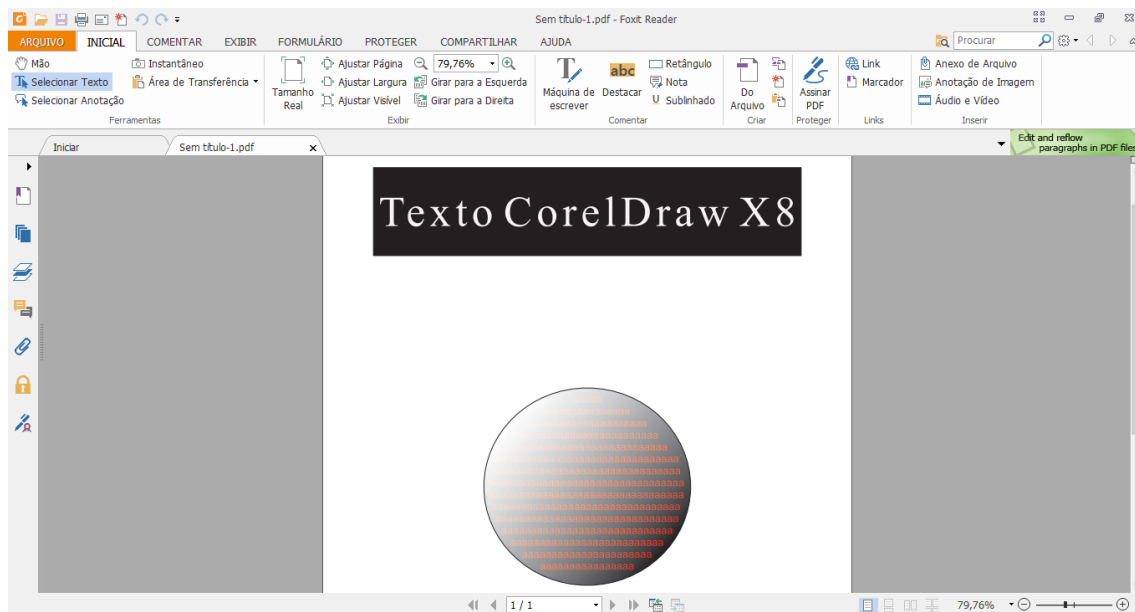 Sem título-1.pdf - Foxit Reader
ARQUIVO INICIAL COMENTAR EXIBIR FORMULÁRIO PROTEGER COMPARTILHAR AJUDA Procurar
Mão
Selecionar Texto
Selecionar Anotação
Instantâneo
Área de Transferência
Ferramentas
Tamanho
Real
Ajustar Página
Ajustar Largura
Ajustar Visível
79,76%
Girar para a Esquerda
Girar para a Direita
Exibir
Máquina de
escrever
abc
Destacar
Retângulo
Nota
Sublinhado
Comentar
Do
Arquivo
Criar
Assinar
PDF
Proteger
Link
Marcador
Links
Anexo de Arquivo
Anotação de Imagem
Áudio e Vídeo
Inserir
Iniciar
Sem título-1.pdf
Edit and reflow
paragraphs in PDF files
Texto CorelDraw X8
1 / 1
79,76%